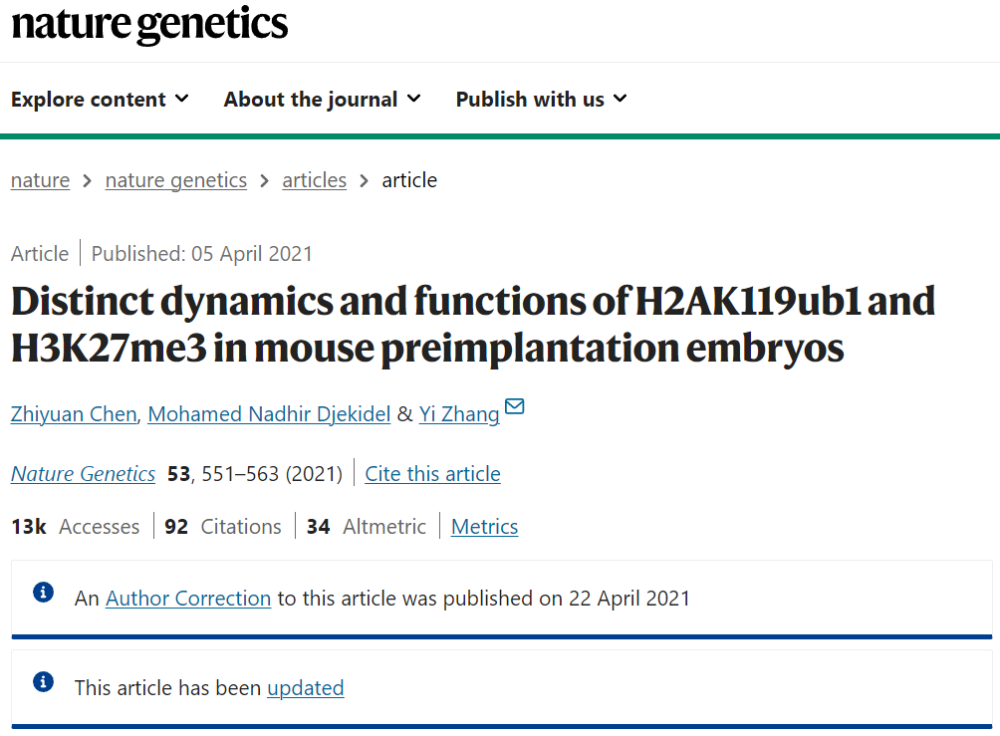 nature genetics
Explore content About the journal Publish with us
nature > nature genetics > articles > article
Article | Published: 05 April 2021
Distinct dynamics and functions of H2AK119ub1 and
H3K27me3 in mouse preimplantation embryos
Zhiyuan Chen, Mohamed Nadhir Djekidel & Yi Zhang
Nature Genetics 53, 551–563 (2021) | Cite this article
13k Accesses | 92 Citations | 34 Altmetric | Metrics
An Author Correction to this article was published on 22 April 2021
This article has been updated